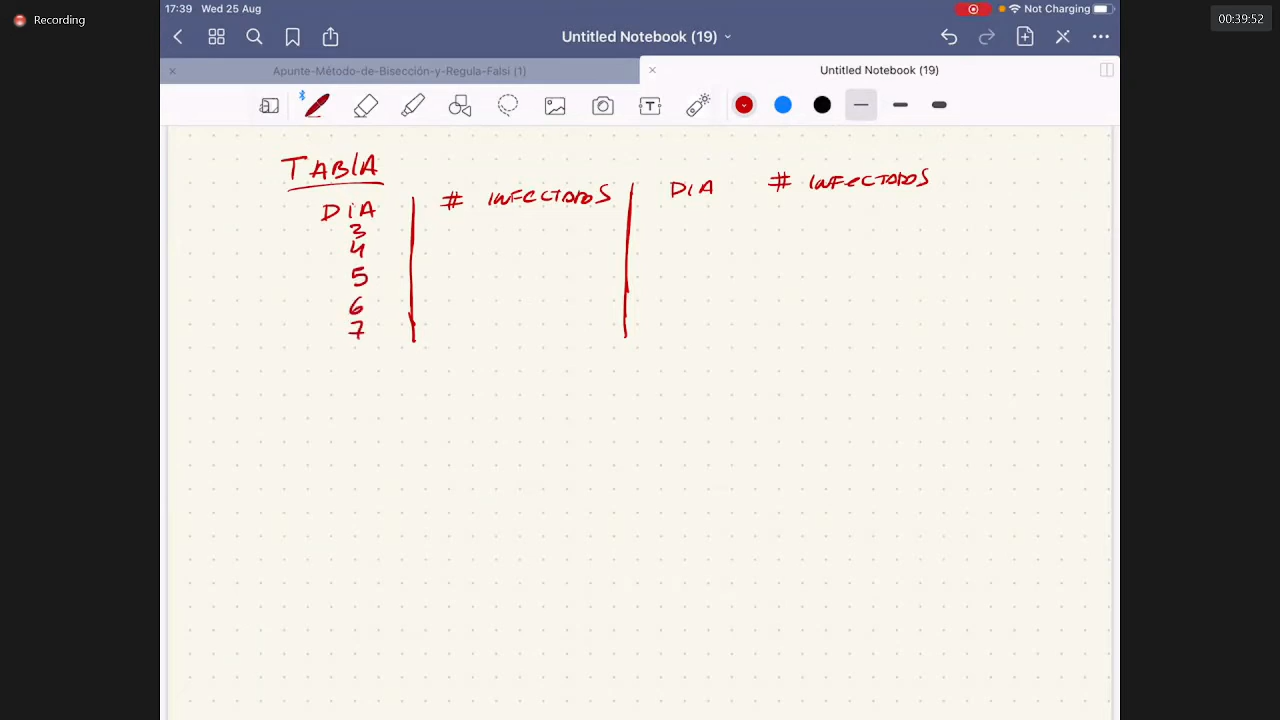 Recording
17:39 Wed 25 Aug
Not Charging
00:39:52
Untitled Notebook (19)
Apunte-Método-de-Bisección-y-Regula-Falsi (1)
Untitled Notebook (19)
TABLA
DIA # INFECTADOS DIA # INFECTADOS
3
4
5
6
7